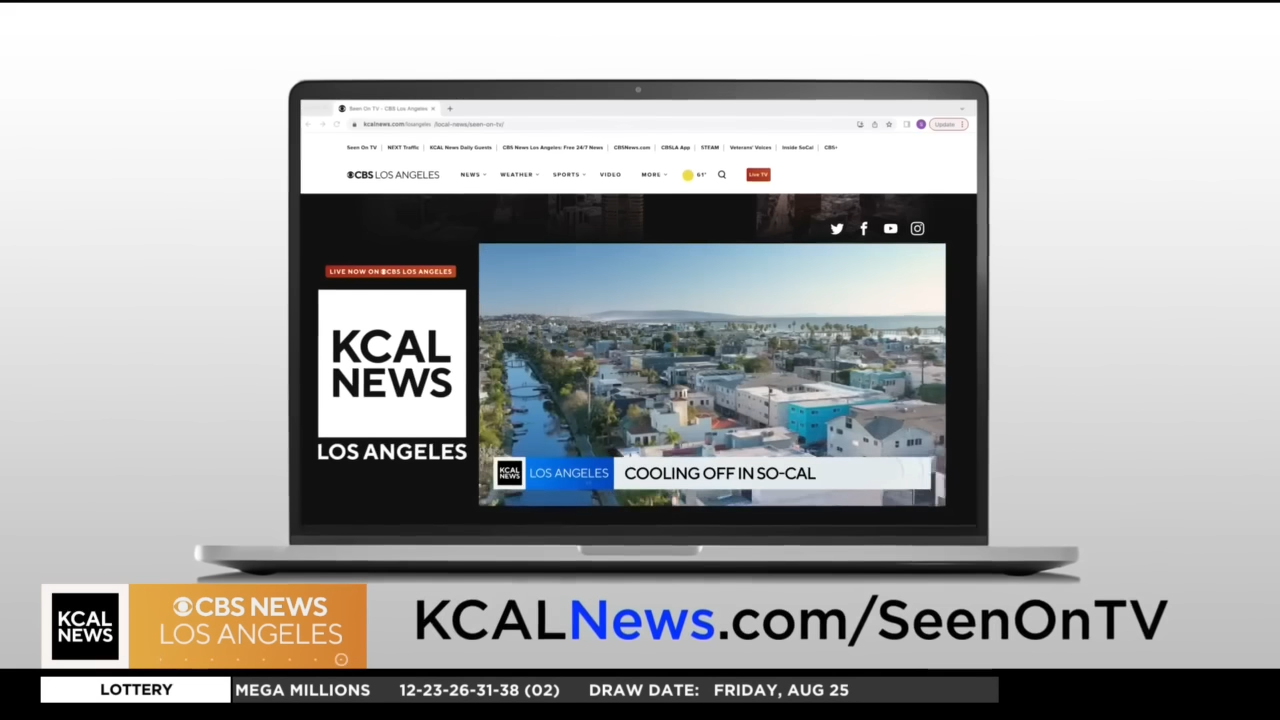 Seen On TV - CBS Los Angeles
kcalnews.com/losangeles /local-news/seen-on-tv/
Update
Seen On TV NEXT Traffic KCAL News Daily Guests CBS News Los Angeles: Free 24/7 News CBSNews.com CBSLA App STEAM Veterans' Voices Inside SoCal CBS+
CBS LOS ANGELES NEWS WEATHER SPORTS VIDEO MORE 61° Live TV
LIVE NOW ON CBS LOS ANGELES
KCAL
NEWS
LOS ANGELES
KCAL
NEWS
LOS ANGELES
COOLING OFF IN SO-CAL
KCAL
NEWS
CBS NEWS
LOS ANGELES
KCALNews.com/SeenOnTV
LOTTERY
MEGA MILLIONS 12-23-26-31-38 (02) DRAW DATE: FRIDAY, AUG 25